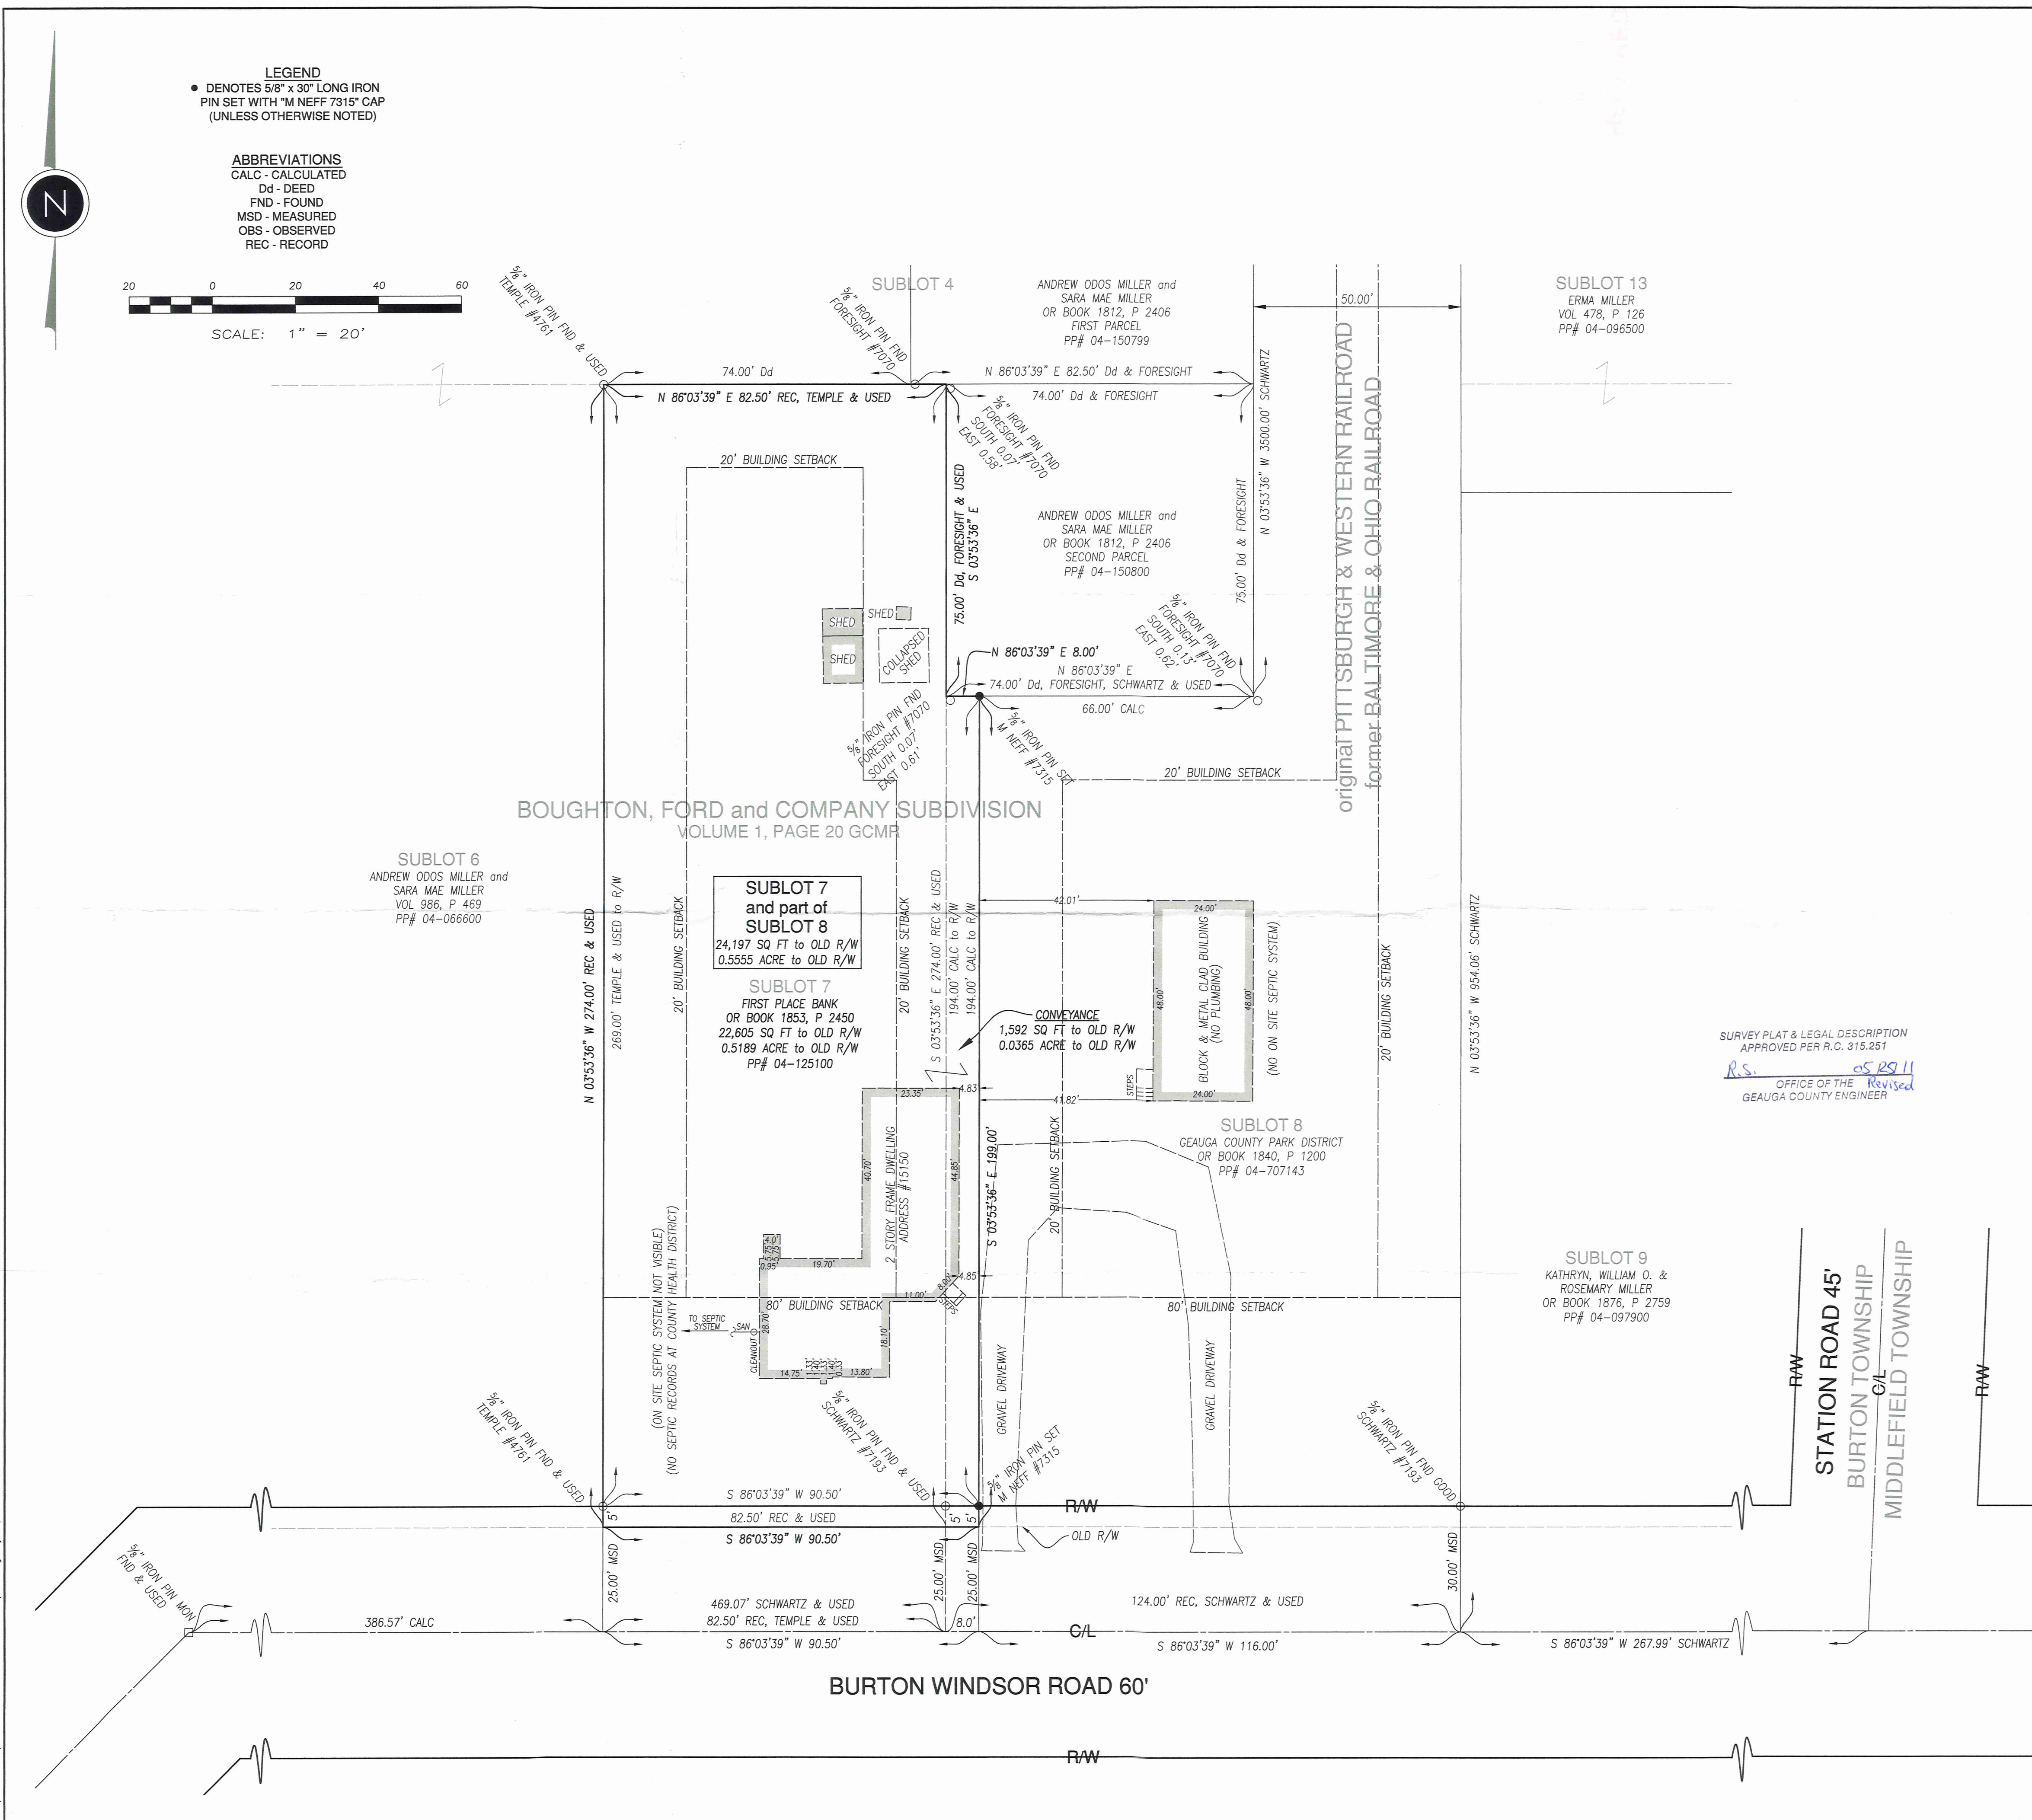 LEGEND
● DENOTES 5/8" x 30" LONG IRON
PIN SET WITH "M NEFF 7315" CAP
(UNLESS OTHERWISE NOTED)
ABBREVIATIONS
CALC - CALCULATED
Dd - DEED
FND - FOUND
MSD - MEASURED
OBS - OBSERVED
REC - RECORD
N
20 0 20 40 60
SCALE: 1" = 20'
5/8" IRON PIN FND & USED
TEMPLE #4761
5/8" IRON PIN FND
FORESIGHT #7070
SUBLOT 4
ANDREW ODOS MILLER and
SARA MAE MILLER
OR BOOK 1812, P 2406
FIRST PARCEL
PP# 04-150799
50.00'
SUBLOT 13
ERMA MILLER
VOL 478, P 126
PP# 04-096500
74.00' Dd
N 86°03'39" E 82.50' REC, TEMPLE & USED
N 86°03'39" E 82.50' Dd & FORESIGHT
74.00' Dd & FORESIGHT
5/8" IRON PIN FND
FORESIGHT #7070
SOUTH 0.07'
EAST 0.58'
N 03°53'36" W 3500.00' SCHWARTZ
original PITTSBURGH & WESTERN RAILROAD
former BALTIMORE & OHIO RAILROAD
20' BUILDING SETBACK
75.00' Dd, FORESIGHT & USED
S 03°53'36" E
75.00' Dd & FORESIGHT
ANDREW ODOS MILLER and
SARA MAE MILLER
OR BOOK 1812, P 2406
SECOND PARCEL
PP# 04-150800
SHED
SHED
SHED
COLLAPSED
SHED
5/8" IRON PIN FND
FORESIGHT #7070
SOUTH 0.13'
EAST 0.62'
N 86°03'39" E 8.00'
N 86°03'39" E
74.00' Dd, FORESIGHT, SCHWARTZ & USED
66.00' CALC
5/8" IRON PIN FND
FORESIGHT #7070
SOUTH 0.07'
EAST 0.61'
5/8" IRON PIN SET
M NEFF #7315
20' BUILDING SETBACK
BOUGHTON, FORD and COMPANY SUBDIVISION
VOLUME 1, PAGE 20 GCMR
SUBLOT 6
ANDREW ODOS MILLER and
SARA MAE MILLER
VOL 986, P 469
PP# 04-066600
N 03°53'36" W 274.00' REC & USED
269.00' TEMPLE & USED to R/W
20' BUILDING SETBACK
SUBLOT 7
and part of
SUBLOT 8
24,197 SQ FT to OLD R/W
0.5555 ACRE to OLD R/W
SUBLOT 7
FIRST PLACE BANK
OR BOOK 1853, P 2450
22,605 SQ FT to OLD R/W
0.5189 ACRE to OLD R/W
PP# 04-125100
20' BUILDING SETBACK
S 03°53'36" E 274.00' REC & USED
194.00' CALC to R/W
194.00' CALC to R/W
CONVEYANCE
1,592 SQ FT to OLD R/W
0.0365 ACRE to OLD R/W
42.01'
24.00'
48.00'
BLOCK & METAL CLAD BUILDING
(NO PLUMBING)
48.00'
24.00'
(NO ON SITE SEPTIC SYSTEM)
STEPS
41.82'
20' BUILDING SETBACK
N 03°53'36" W 954.06' SCHWARTZ
SURVEY PLAT & LEGAL DESCRIPTION
APPROVED PER R.C. 315.251
R.S.
Revised
OFFICE OF THE
GEAUGA COUNTY ENGINEER
23.35'
4.83'
40.70'
2 STORY FRAME DWELLING
ADDRESS #15150
44.85'
S 03°53'36" E 199.00'
20' BUILDING SETBACK
SUBLOT 8
GEAUGA COUNTY PARK DISTRICT
OR BOOK 1840, P 1200
PP# 04-707143
4.0'
5.75'
5.75'
0.95'
19.70'
4.85'
8.00'
11.00'
STEPS
80' BUILDING SETBACK
80' BUILDING SETBACK
(ON SITE SEPTIC SYSTEM NOT VISIBLE)
(NO SEPTIC RECORDS AT COUNTY HEALTH DISTRICT)
TO SEPTIC
SYSTEM
SAN
CLEANOUT
28.70'
18.10'
14.75'
1.33'
1.40'
1.33'
1.40'
0.33'
13.80'
GRAVEL DRIVEWAY
GRAVEL DRIVEWAY
SUBLOT 9
KATHRYN, WILLIAM O. &
ROSEMARY MILLER
OR BOOK 1876, P 2759
PP# 04-097900
R/W
STATION ROAD 45'
BURTON TOWNSHIP
C/L
MIDDLEFIELD TOWNSHIP
R/W
5/8" IRON PIN FND & USED
TEMPLE #4761
5/8" IRON PIN FND & USED
SCHWARTZ #7193
5/8" IRON PIN SET
M NEFF #7315
5/8" IRON PIN FND GOOD
SCHWARTZ #7193
S 86°03'39" W 90.50'
R/W
5'
82.50' REC & USED
5'
5'
S 86°03'39" W 90.50'
OLD R/W
25.00' MSD
25.00' MSD
25.00' MSD
30.00' MSD
5/8" IRON PIN MON
FND & USED
469.07' SCHWARTZ & USED
124.00' REC, SCHWARTZ & USED
386.57' CALC
82.50' REC, TEMPLE & USED
8.0'
C/L
S 86°03'39" W 90.50'
S 86°03'39" W 116.00'
S 86°03'39" W 267.99' SCHWARTZ
BURTON WINDSOR ROAD 60'
R/W